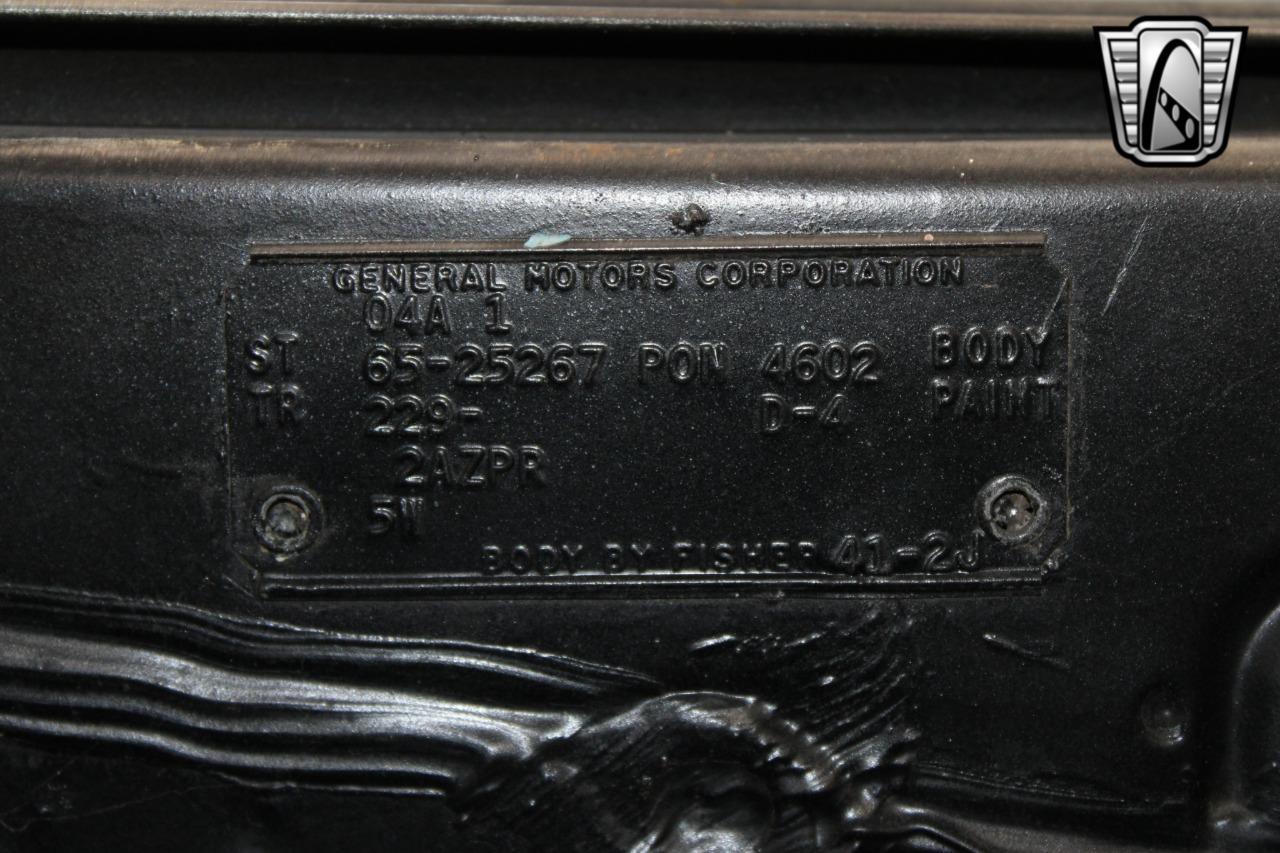 GENERAL MOTORS CORPORATION
04A 1
ST 65-25267 PON 4602 BODY
TR 229- D-4 PAINT
2AZPR
5W
BODY BY FISHER 41-2J